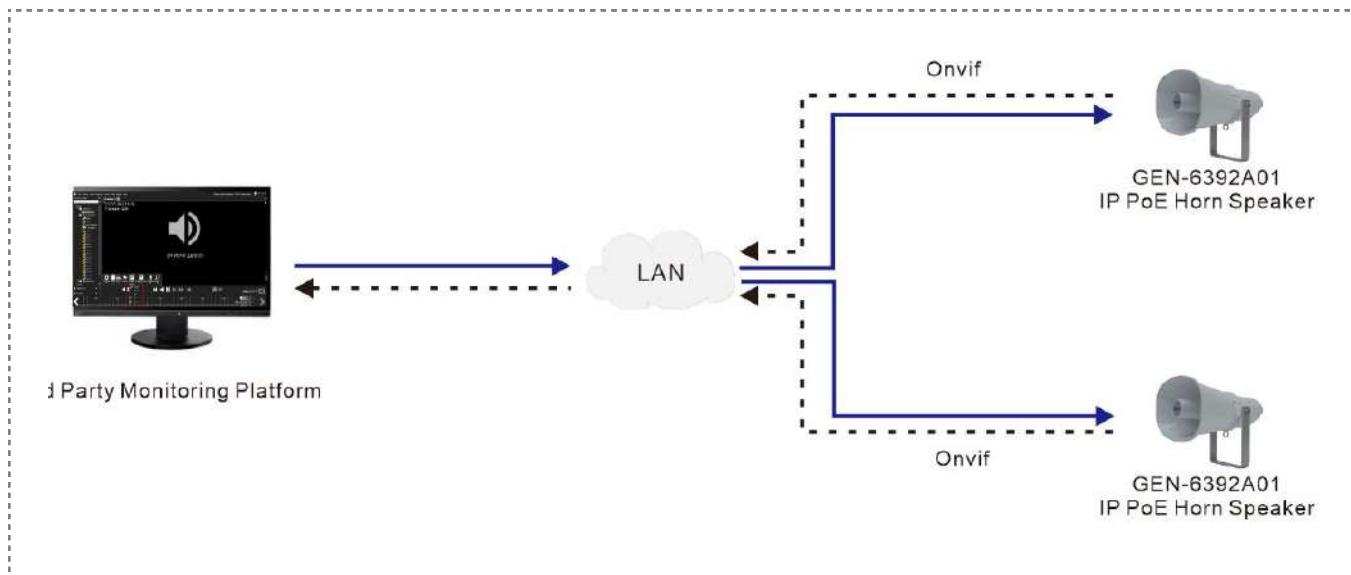 Onvif
GEN-6392A01
IP PoE Horn Speaker
LAN
d Party Monitoring Platform
Onvif
GEN-6392A01
IP PoE Horn Speaker